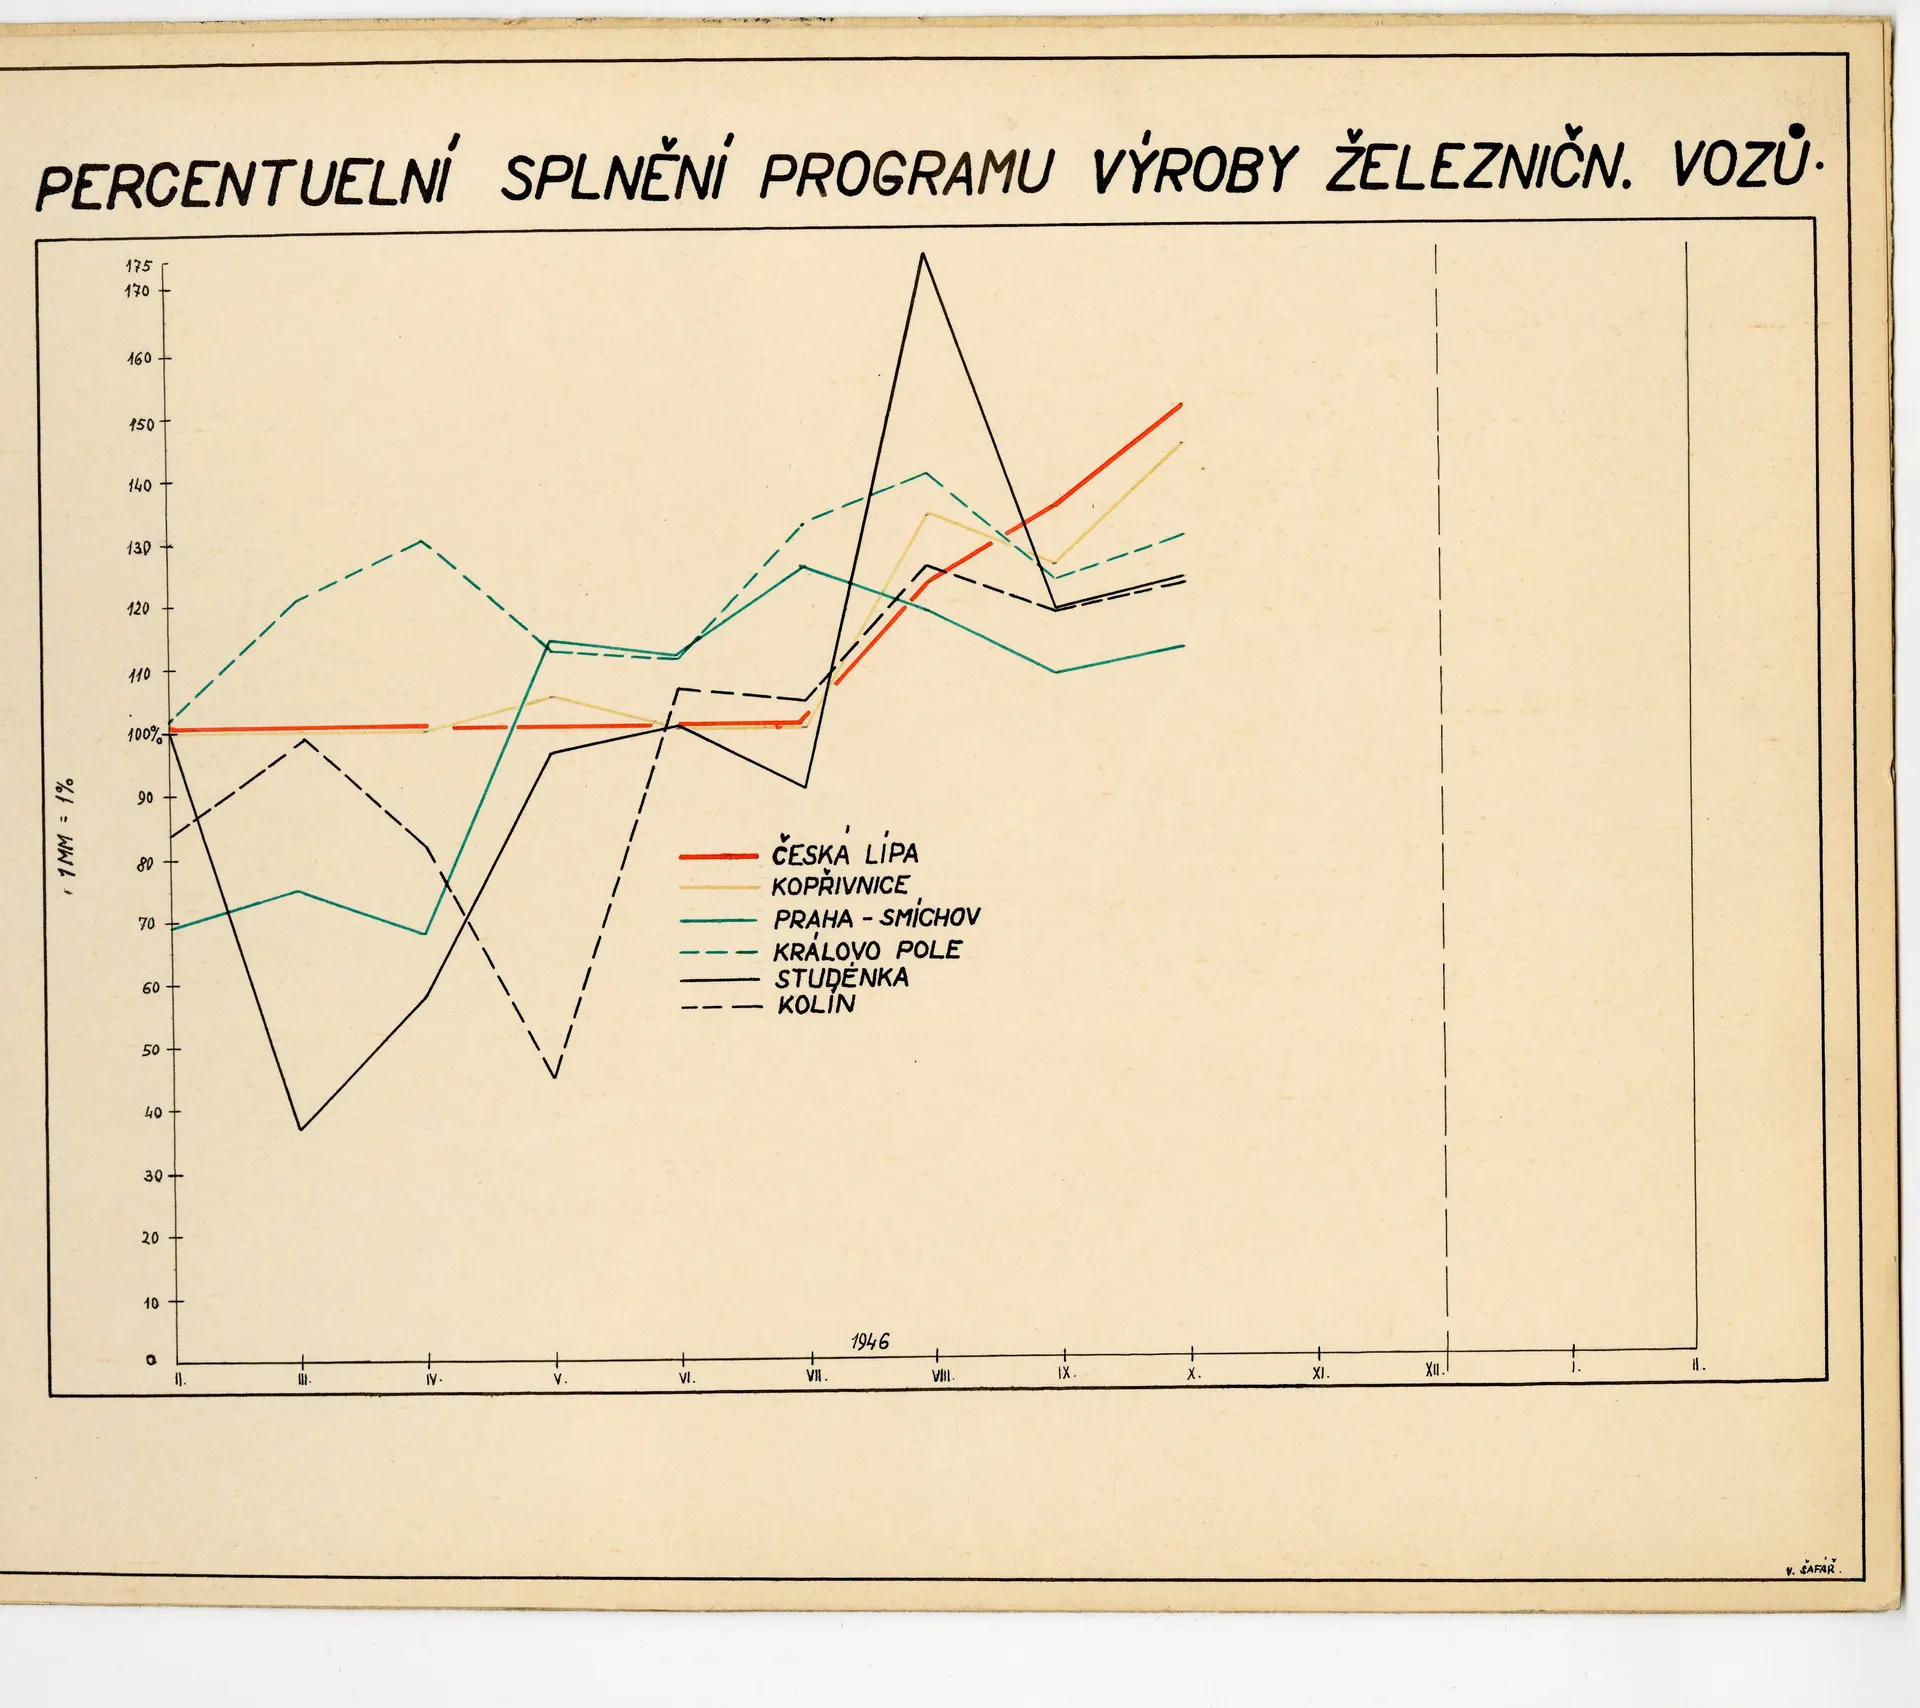 PERCENTUELNÍ SPLNĚNÍ PROGRAMU VÝROBY ŽELEZNIČN. VOZŮ.
175
170
160
150
140
130
120
110
100%
90
80
70
60
50
40
30
20
10
0
1MM = 1%
ČESKÁ LÍPA
KOPŘIVNICE
PRAHA - SMÍCHOV
KRÁLOVO POLE
STUDÉNKA
KOLÍN
1946
II. III. IV. V. VI. VII. VIII. IX. X. XI. XII. I. II.
V. ŠAFÁŘ.